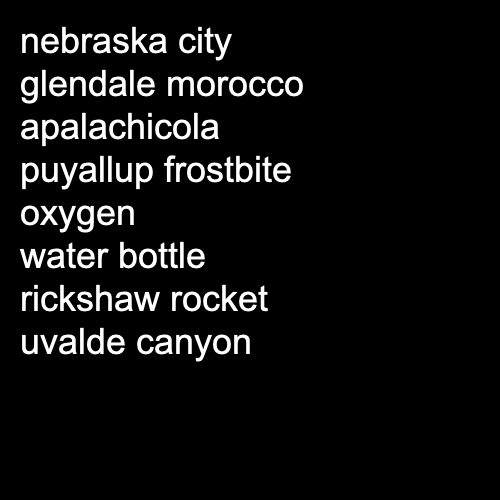 nebraska city
glendale morocco
apalachicola
puyallup frostbite
oxygen
water bottle
rickshaw rocket
uvalde canyon